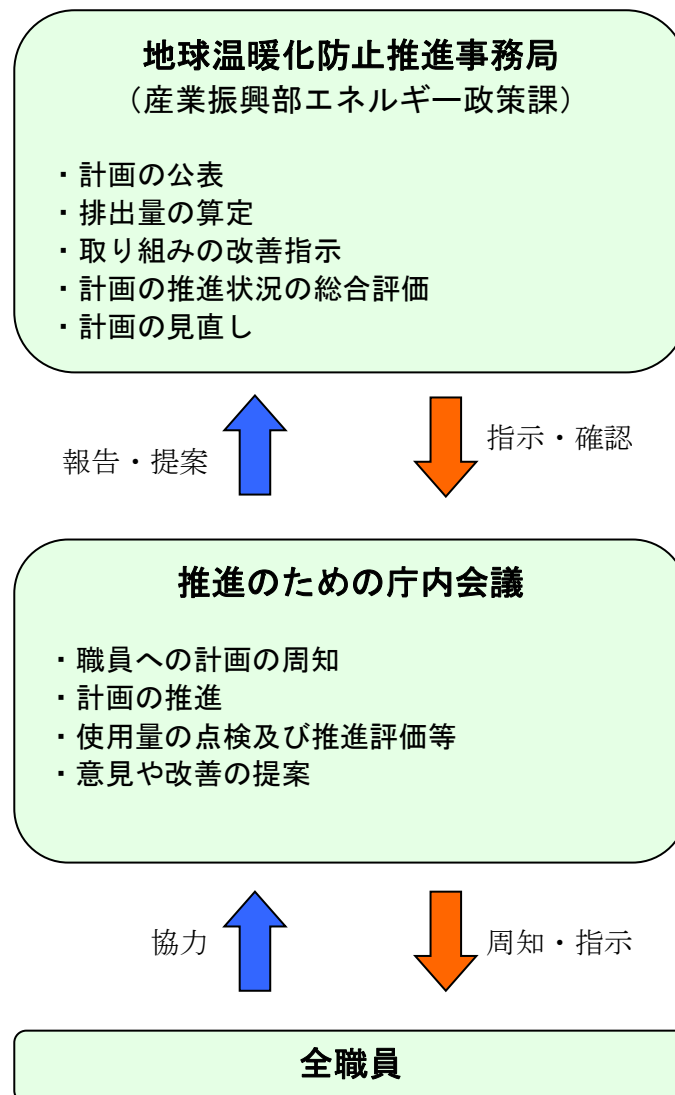 地球温暖化防止推進事務局
（産業振興部エネルギー政策課）
・計画の公表
・排出量の算定
・取り組みの改善指示
・計画の推進状況の総合評価
・計画の見直し
報告・提案
指示・確認
推進のための庁内会議
・職員への計画の周知
・計画の推進
・使用量の点検及び推進評価等
・意見や改善の提案
協力
周知・指示
全職員